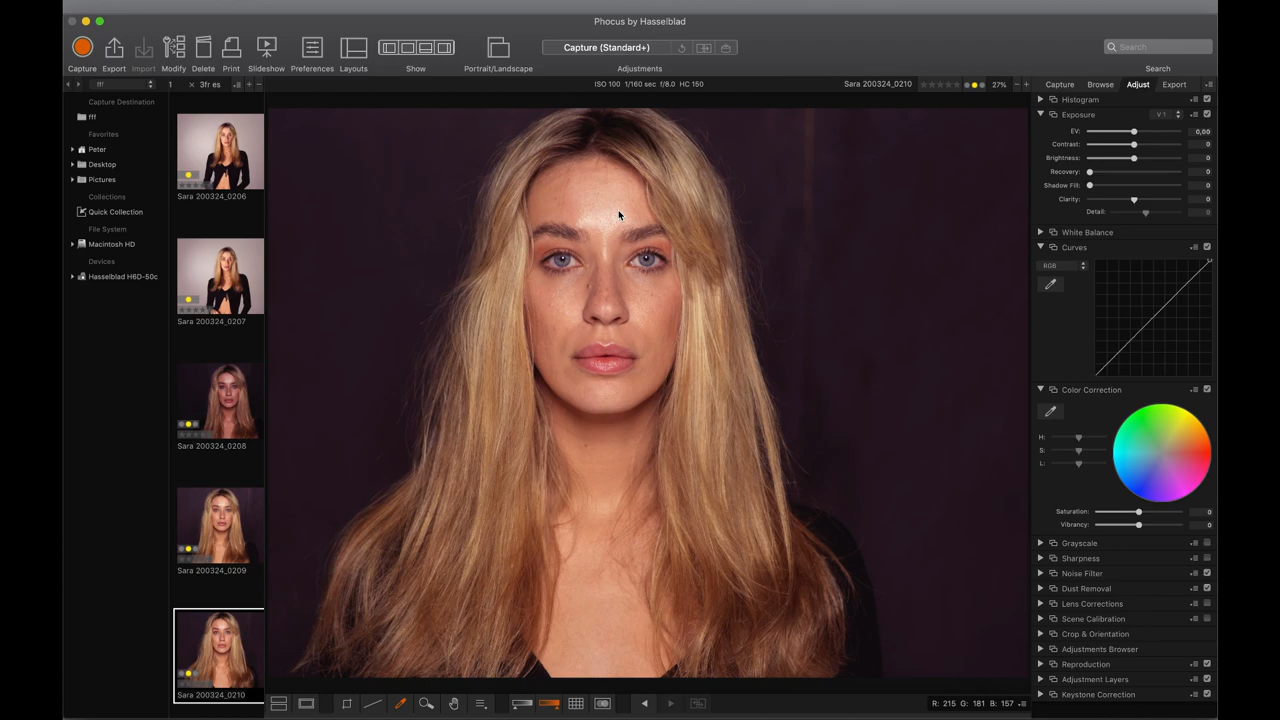 Phocus by Hasselblad
Capture (Standard+)
Search
Capture Export Import Modify Delete Print Slideshow Preferences Layouts Show Portrait/Landscape Adjustments Search
fff 1 × 3fr es ISO 100 1/160 sec f/8.0 HC 150 Sara 200324_0210 27% Capture Browse Adjust Export
Capture Destination
fff
Favorites
Peter
Desktop
Pictures
Collections
Quick Collection
File System
Macintosh HD
Devices
Hasselblad H6D-50c
Sara 200324_0206
Sara 200324_0207
Sara 200324_0208
Sara 200324_0209
Sara 200324_0210
Histogram
Exposure V 1
EV: 0,00
Contrast: 0
Brightness: 0
Recovery: 0
Shadow Fill: 0
Clarity: 0
Detail: 0
White Balance
Curves
RGB
Color Correction
H:
S:
L:
Saturation: 0
Vibrancy: 0
Grayscale
Sharpness
Noise Filter
Dust Removal
Lens Corrections
Scene Calibration
Crop & Orientation
Adjustments Browser
Reproduction
Adjustment Layers
Keystone Correction
R: 215 G: 181 B: 157